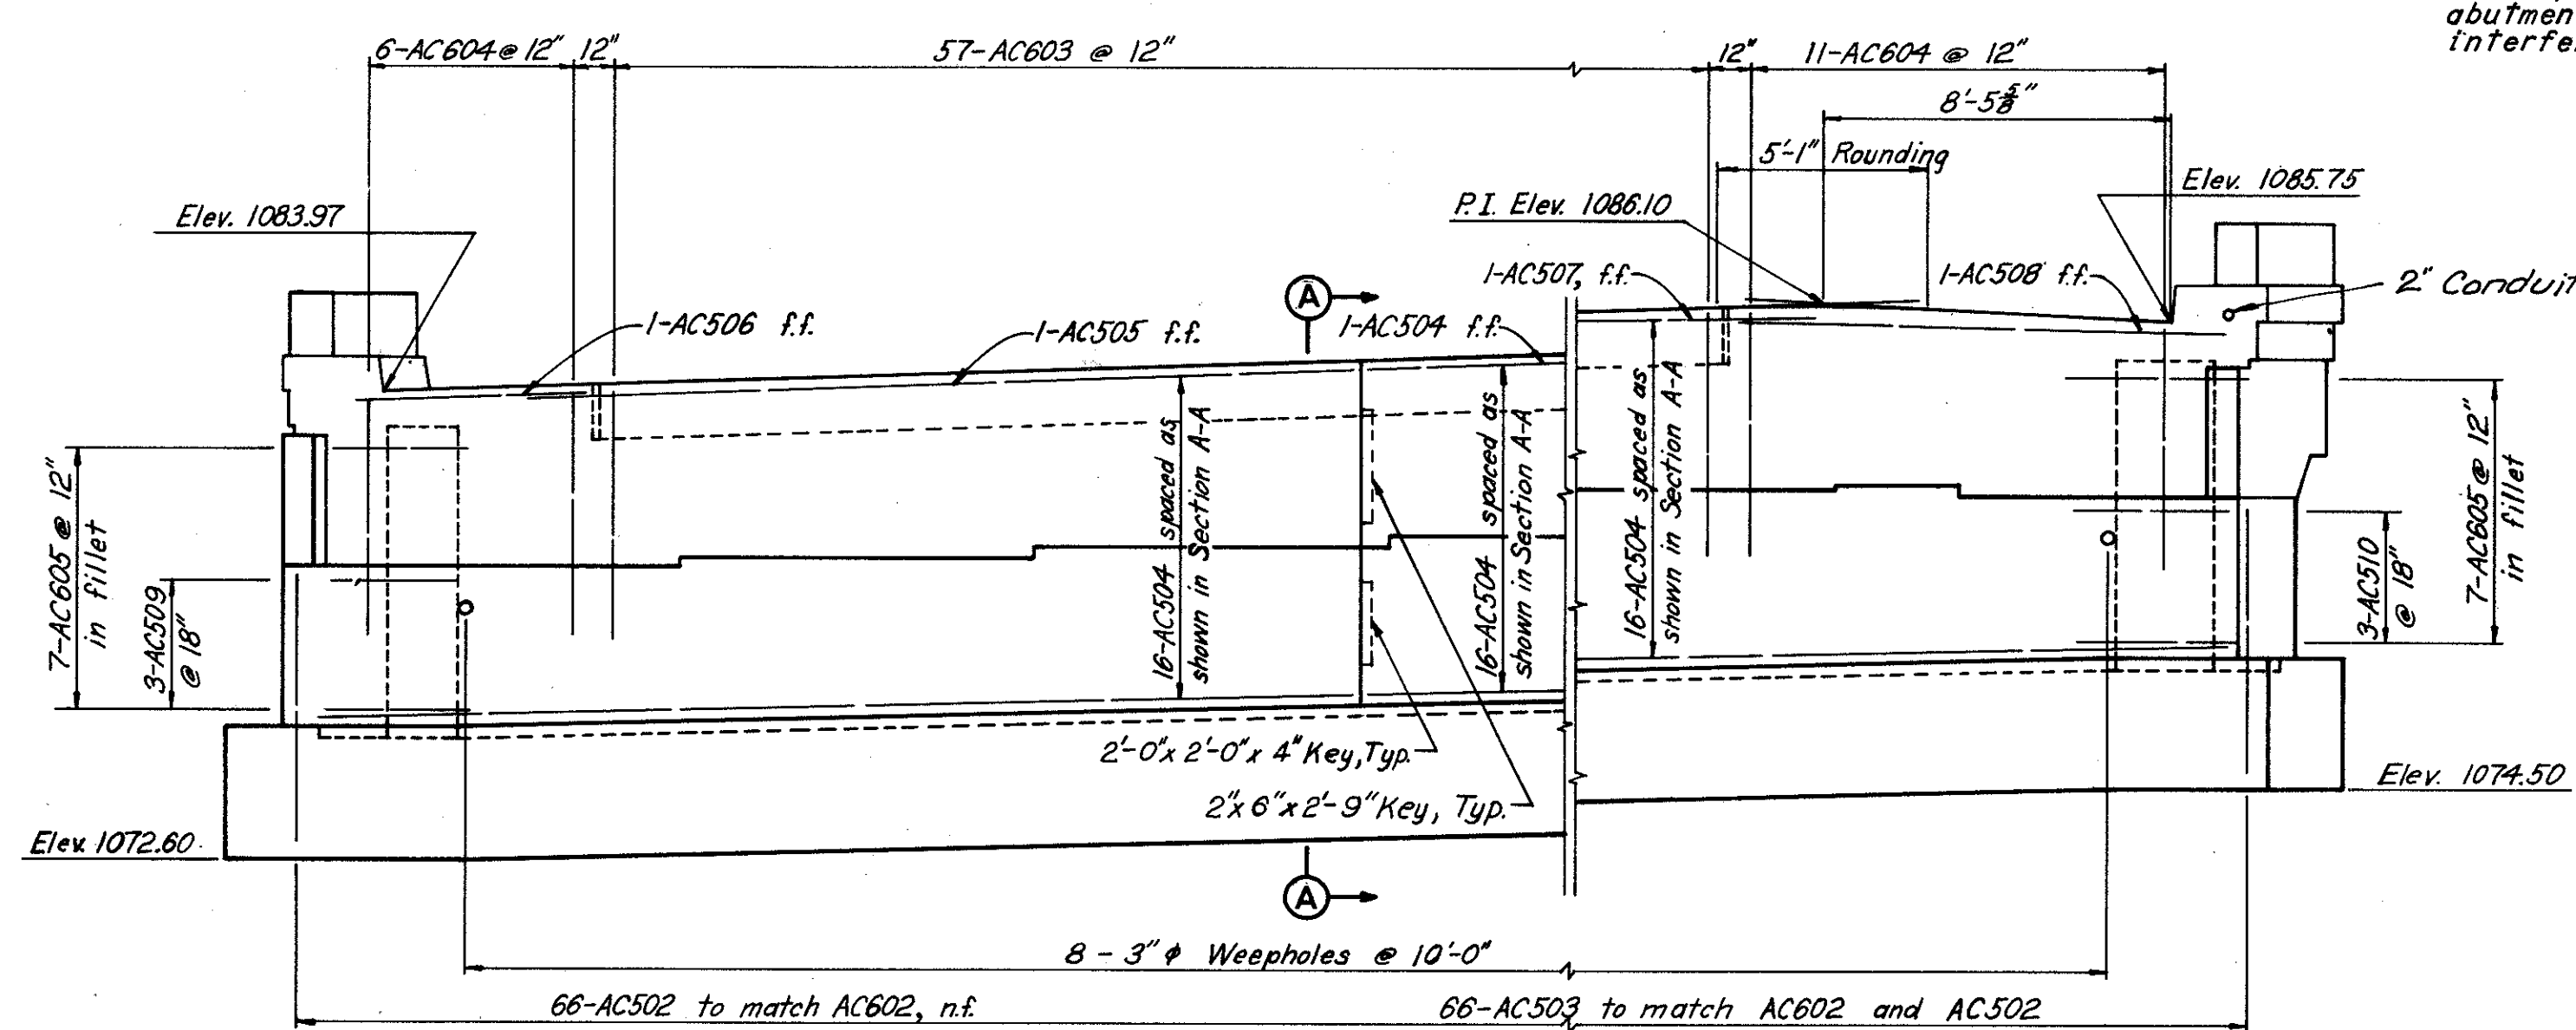 abutmen
interfe
6-AC604 @ 12" 12" 57-AC603 @ 12" 12" 11-AC604 @ 12"
8'-5 5/8"
5'-1" Rounding
Elev. 1083.97
P.I. Elev. 1086.10
Elev. 1085.75
1-AC506 f.f.
1-AC505 f.f.
1-AC504 f.f.
1-AC507, f.f.
1-AC508 f.f.
2" Conduit
A
7-AC605 @ 12"
in fillet
3-AC509
@ 18"
16-AC504 spaced as
shown in Section A-A
16-AC504 spaced as
shown in Section A-A
16-AC504 spaced as
shown in Section A-A
3-AC510
@ 18"
7-AC605 @ 12"
in fillet
2'-0" x 2'-0" x 4" Key, Typ.
2" x 6" x 2'-9" Key, Typ.
Elev. 1072.60
Elev. 1074.50
A
8 - 3" ϕ Weepholes @ 10'-0"
66-AC502 to match AC602, n.f. 66-AC503 to match AC602 and AC502